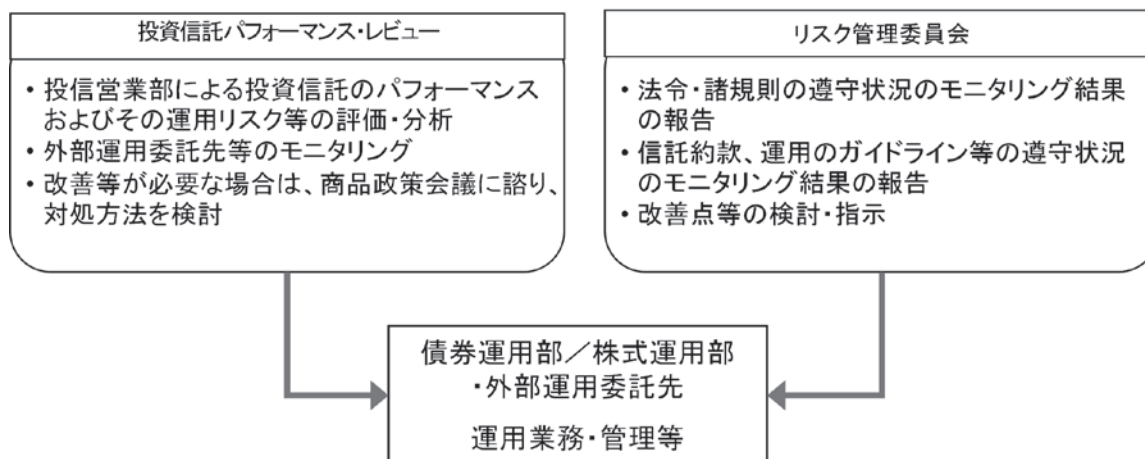 投資信託パフォーマンス・レビュー
・投信営業部による投資信託のパフォーマンス
およびその運用リスク等の評価・分析
・外部運用委託先等のモニタリング
・改善等が必要な場合は、商品政策会議に諮り、
対処方法を検討
リスク管理委員会
・法令・諸規則の遵守状況のモニタリング結果
の報告
・信託約款、運用のガイドライン等の遵守状況
のモニタリング結果の報告
・改善点等の検討・指示
債券運用部／株式運用部
・外部運用委託先
運用業務・管理等